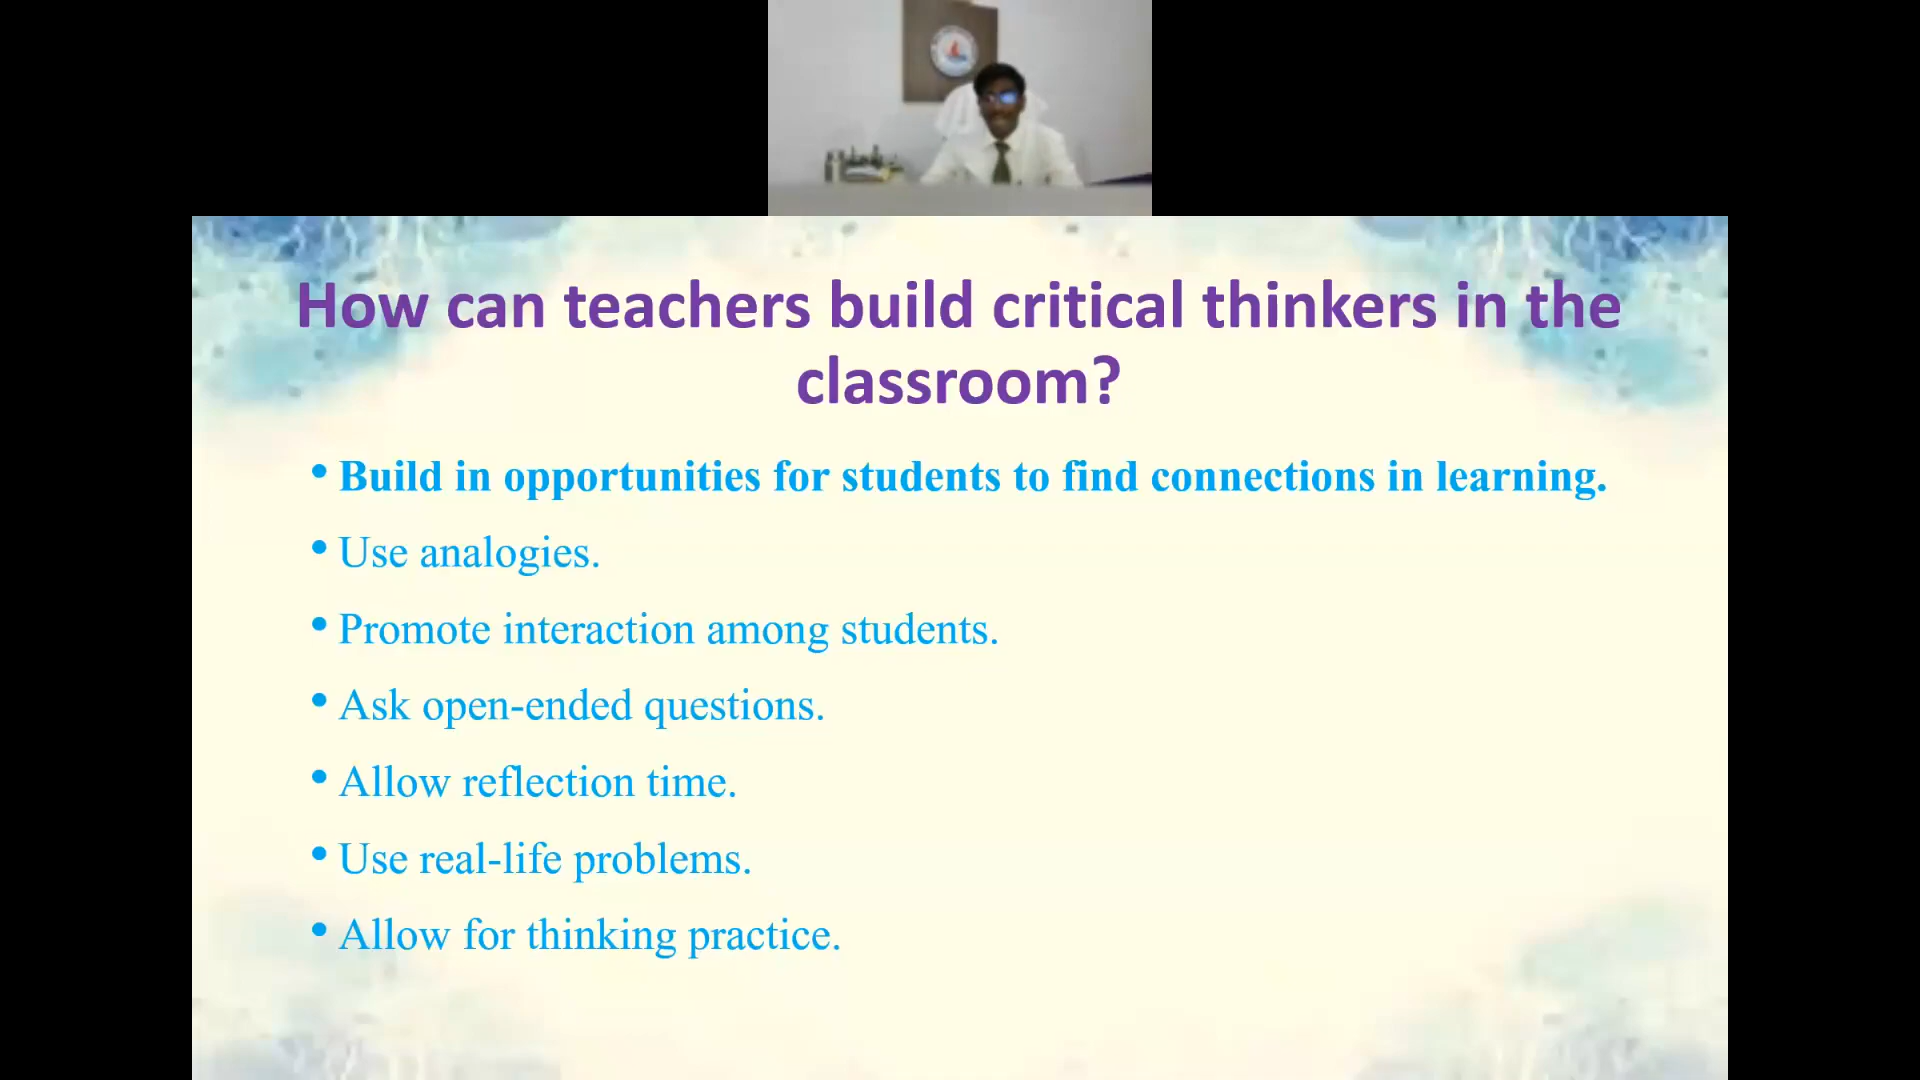 How can teachers build critical thinkers in the
classroom?
• Build in opportunities for students to find connections in learning.
• Use analogies.
• Promote interaction among students.
• Ask open-ended questions.
• Allow reflection time.
• Use real-life problems.
• Allow for thinking practice.